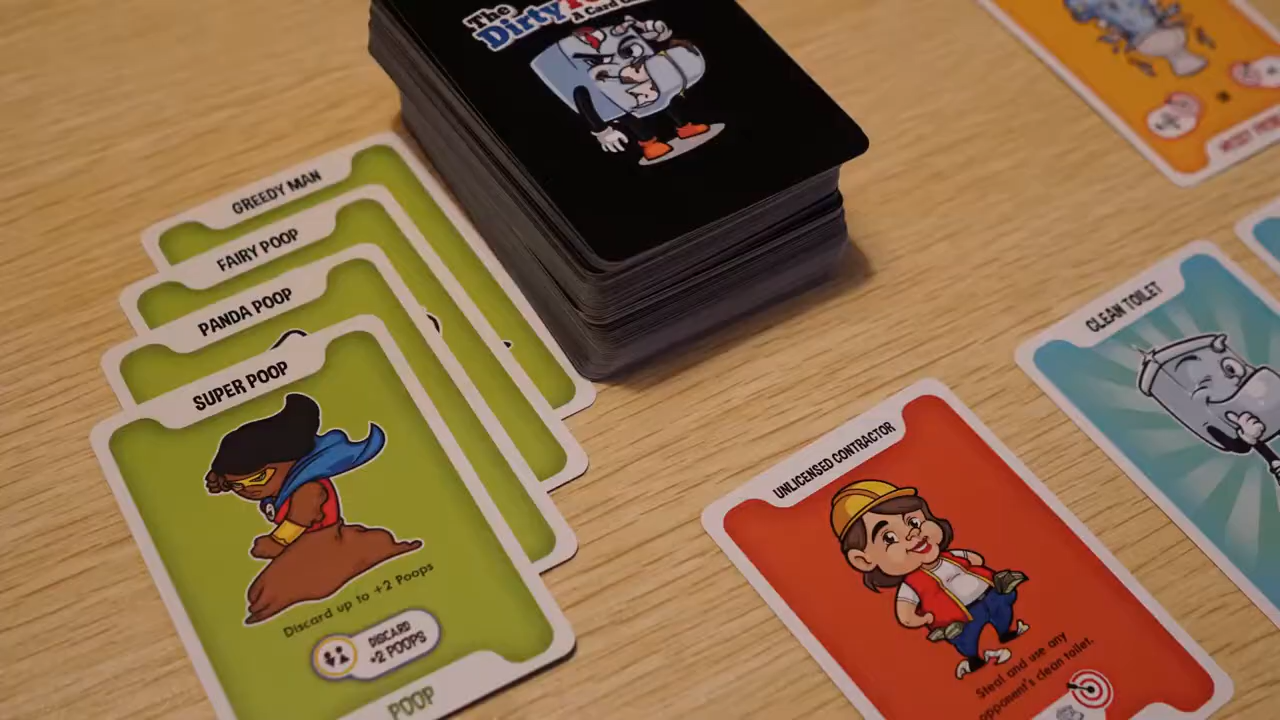 The
Dirty
A Card
GREEDY MAN
FAIRY POOP
PANDA POOP
SUPER POOP
Discard up to +2 Poops
DISCARD
+2 POOPS
POOP
UNLICENSED CONTRACTOR
Steal and use any
opponent's clean toilet.
CLEAN TOILET